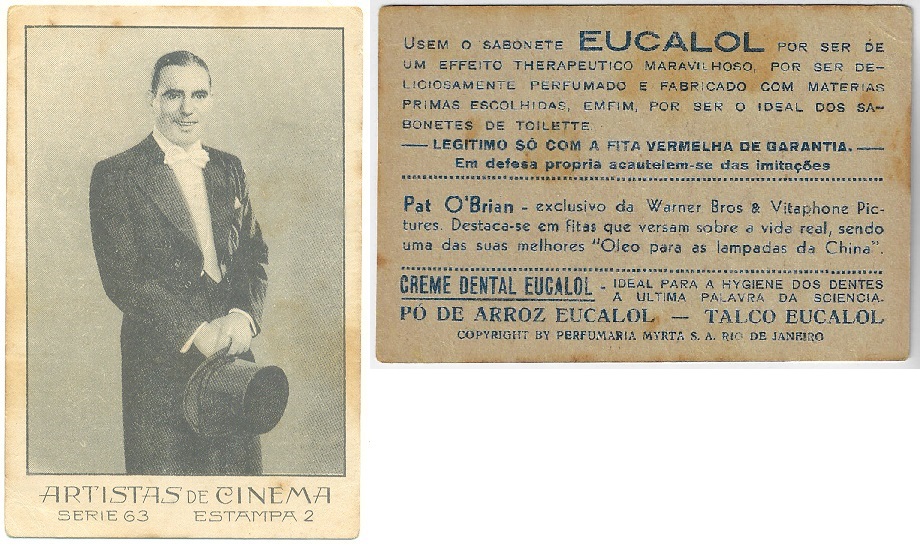 ARTISTAS DE CINEMA
SERIE 63 ESTAMPA 2
USEM O SABONETE EUCALOL POR SER DE
UM EFFEITO THERAPEUTICO MARAVILHOSO, POR SER DE-
LICIOSAMENTE PERFUMADO E FABRICADO COM MATERIAS
PRIMAS ESCOLHIDAS, EMFIM, POR SER O IDEAL DOS SA-
BONETES DE TOILETTE.
— LEGITIMO SÓ COM A FITA VERMELHA DE GARANTIA. —
Em defesa propria acautelem-se das imitações
Pat O'Brian - exclusivo da Warner Bros & Vitaphone Pic-
tures. Destaca-se em fitas que versam sobre a vida real, sendo
uma das suas melhores "Oleo para as lampadas da China".
CREME DENTAL EUCALOL - IDEAL PARA A HYGIENE DOS DENTES
A ULTIMA PALAVRA DA SCIENCIA.
PÓ DE ARROZ EUCALOL — TALCO EUCALOL
COPYRIGHT BY PERFUMARIA MYRTA S. A. RIO DE JANEIRO